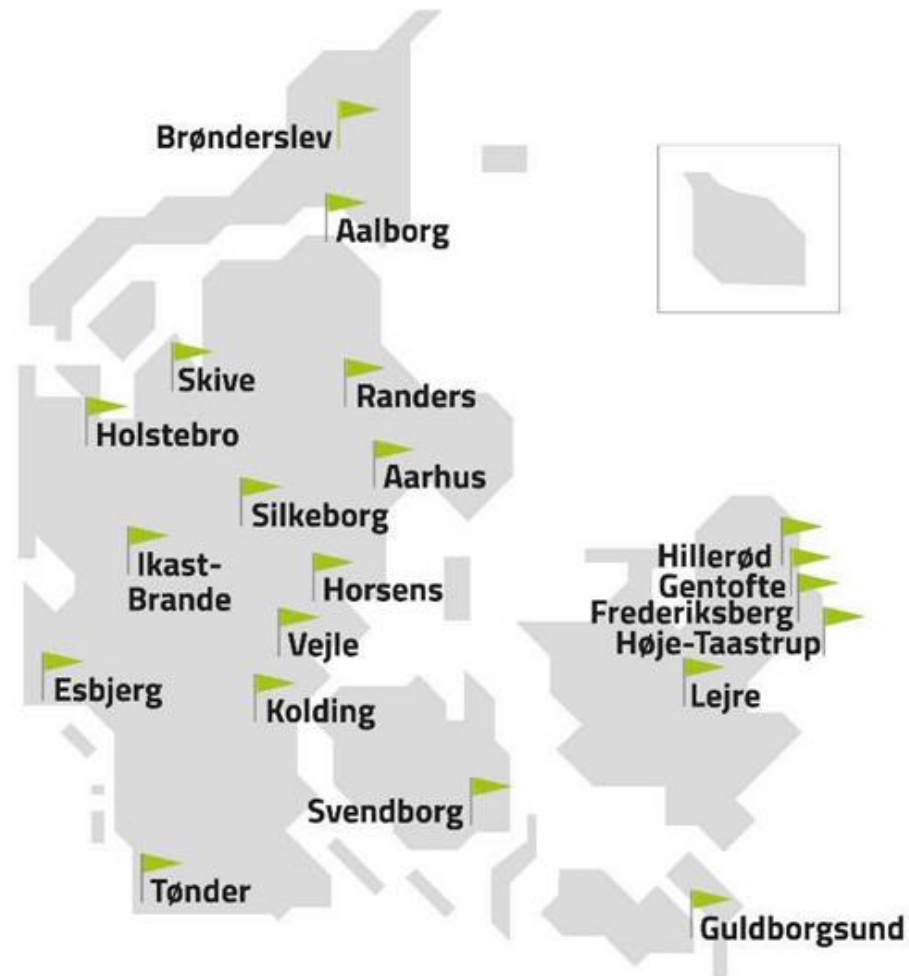 Brønderslev
Aalborg
Skive
Randers
Holstebro
Aarhus
Silkeborg
Ikast-
Brande
Horsens
Hillerød
Gentofte
Frederiksberg
Høje-Taastrup
Vejle
Esbjerg
Kolding
Lejre
Svendborg
Tønder
Guldborgsund